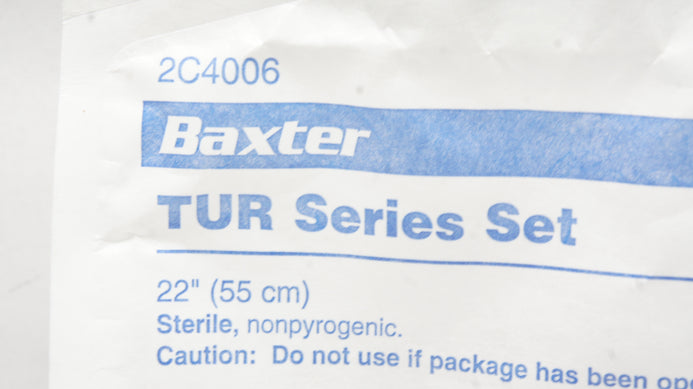 2C4006
Baxter
TUR Series Set
22" (55 cm)
Sterile, nonpyrogenic.
Caution: Do not use if package has been